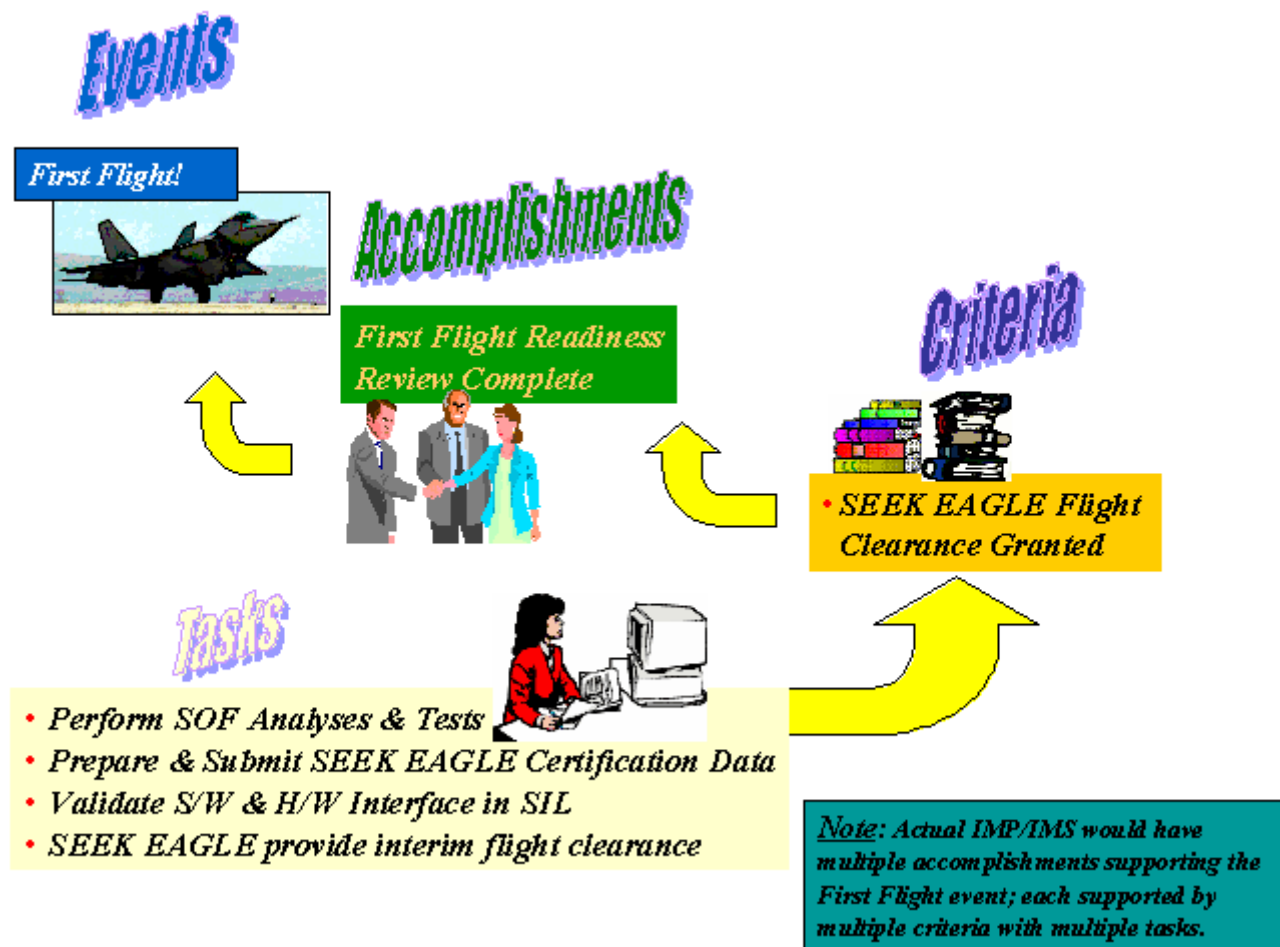 Events
First Flight!
Accomplishments
First Flight Readiness
Review Complete
Criteria
• SEEK EAGLE Flight
Clearance Granted
Tasks
• Perform SOF Analyses & Tests
• Prepare & Submit SEEK EAGLE Certification Data
• Validate S/W & H/W Interface in SIL
• SEEK EAGLE provide interim flight clearance
Note: Actual IMP/IMS would have
multiple accomplishments supporting the
First Flight event; each supported by
multiple criteria with multiple tasks.